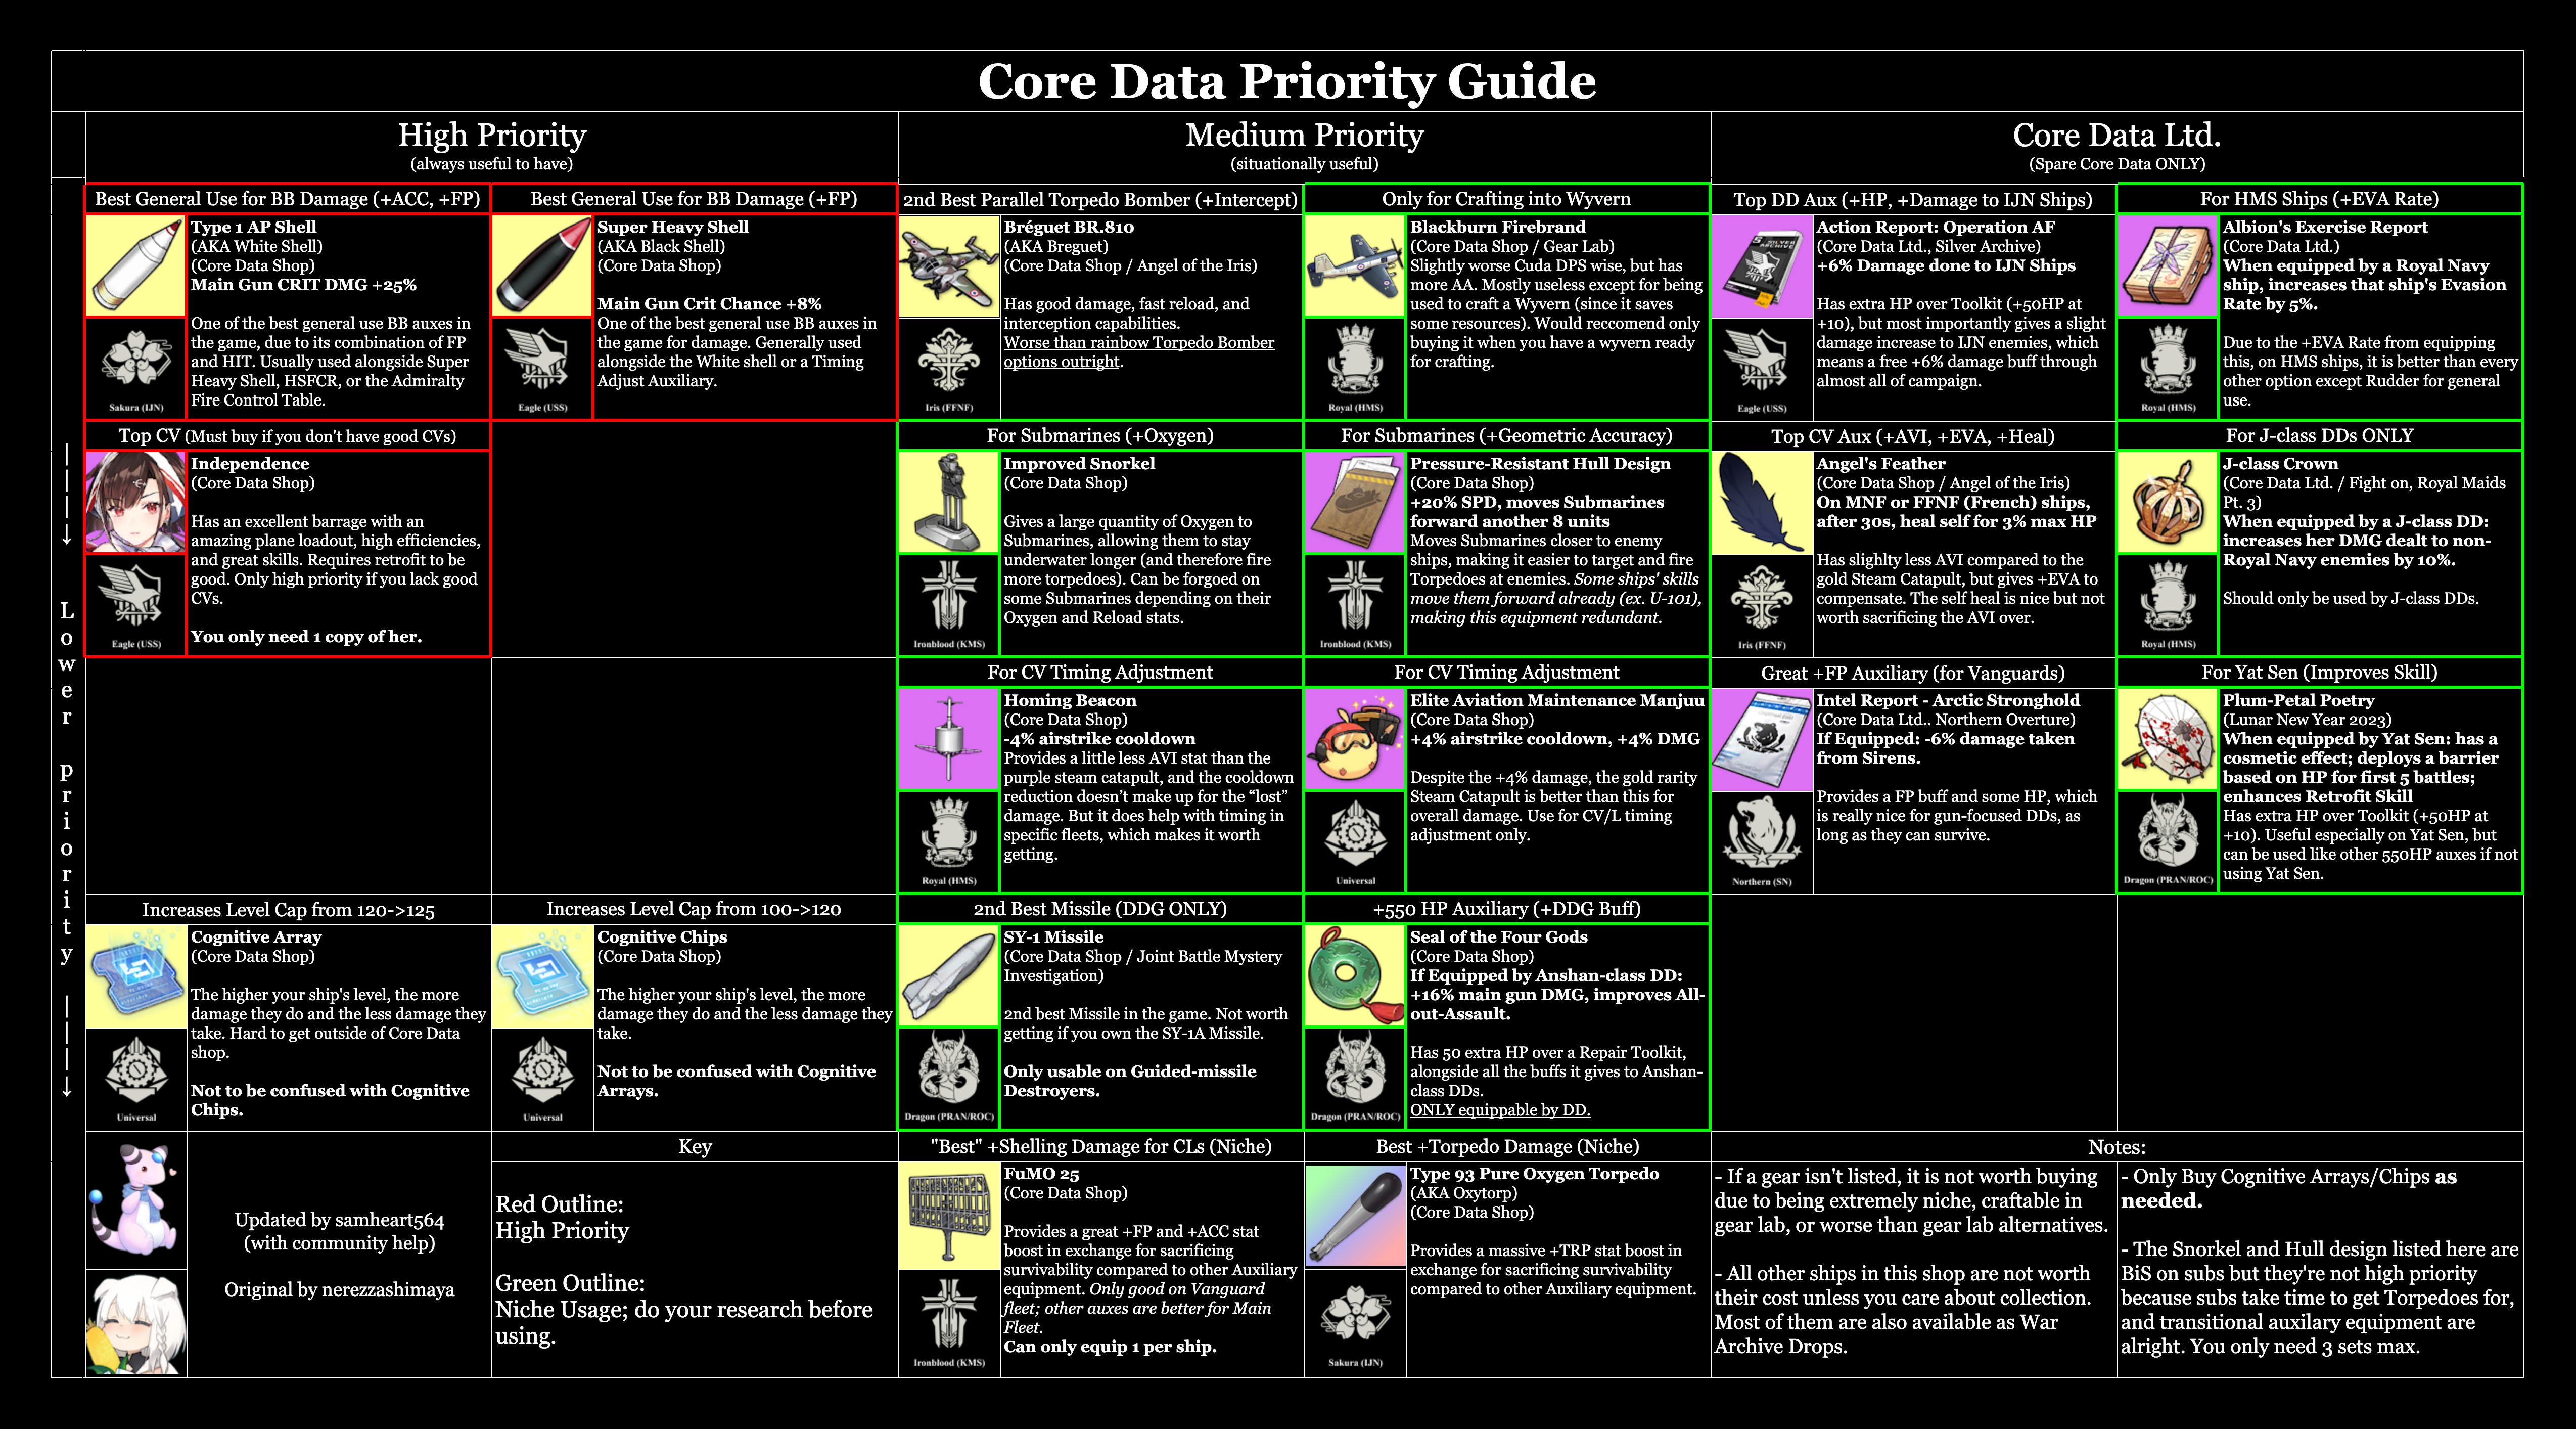 Core Data Priority Guide
High Priority
(always useful to have)
Medium Priority
(situationally useful)
Core Data Ltd.
(Spare Core Data ONLY)
Lower priority
Best General Use for BB Damage (+ACC, +FP)
Type 1 AP Shell
(AKA White Shell)
(Core Data Shop)
Main Gun CRIT DMG +25%
One of the best general use BB auxes in
the game, due to its combination of FP
and HIT. Usually used alongside Super
Heavy Shell, HSFCR, or the Admiralty
Fire Control Table.
Sakura (IJN)
Best General Use for BB Damage (+FP)
Super Heavy Shell
(AKA Black Shell)
(Core Data Shop)
Main Gun Crit Chance +8%
One of the best general use BB auxes in
the game for damage. Generally used
alongside the White shell or a Timing
Adjust Auxiliary.
Eagle (USS)
2nd Best Parallel Torpedo Bomber (+Intercept)
Bréguet BR.810
(AKA Breguet)
(Core Data Shop / Angel of the Iris)
Has good damage, fast reload, and
interception capabilities.
Worse than rainbow Torpedo Bomber
options outright.
Iris (FFNF)
Only for Crafting into Wyvern
Blackburn Firebrand
(Core Data Shop / Gear Lab)
Slightly worse Cuda DPS wise, but has
more AA. Mostly useless except for being
used to craft a Wyvern (since it saves
some resources). Would reccomend only
buying it when you have a wyvern ready
for crafting.
Royal (HMS)
Top DD Aux (+HP, +Damage to IJN Ships)
Action Report: Operation AF
(Core Data Ltd., Silver Archive)
+6% Damage done to IJN Ships
Has extra HP over Toolkit (+50HP at
+10), but most importantly gives a slight
damage increase to IJN enemies, which
means a free +6% damage buff through
almost all of campaign.
Eagle (USS)
For HMS Ships (+EVA Rate)
Albion's Exercise Report
(Core Data Ltd.)
When equipped by a Royal Navy
ship, increases that ship's Evasion
Rate by 5%.
Due to the +EVA Rate from equipping
this, on HMS ships, it is better than every
other option except Rudder for general
use.
Royal (HMS)
Top CV (Must buy if you don't have good CVs)
Independence
(Core Data Shop)
Has an excellent barrage with an
amazing plane loadout, high efficiencies,
and great skills. Requires retrofit to be
good. Only high priority if you lack good
CVs.
You only need 1 copy of her.
Eagle (USS)
For Submarines (+Oxygen)
Improved Snorkel
(Core Data Shop)
Gives a large quantity of Oxygen to
Submarines, allowing them to stay
underwater longer (and therefore fire
more torpedoes). Can be forgoed on
some Submarines depending on their
Oxygen and Reload stats.
Ironblood (KMS)
For Submarines (+Geometric Accuracy)
Pressure-Resistant Hull Design
(Core Data Shop)
+20% SPD, moves Submarines
forward another 8 units
Moves Submarines closer to enemy
ships, making it easier to target and fire
Torpedoes at enemies. Some ships' skills
move them forward already (ex. U-101),
making this equipment redundant.
Ironblood (KMS)
Top CV Aux (+AVI, +EVA, +Heal)
Angel's Feather
(Core Data Shop / Angel of the Iris)
On MNF or FFNF (French) ships,
after 30s, heal self for 3% max HP
Has slighlty less AVI compared to the
gold Steam Catapult, but gives +EVA to
compensate. The self heal is nice but not
worth sacrificing the AVI over.
Iris (FFNF)
For J-class DDs ONLY
J-class Crown
(Core Data Ltd. / Fight on, Royal Maids
Pt. 3)
When equipped by a J-class DD:
increases her DMG dealt to non-
Royal Navy enemies by 10%.
Should only be used by J-class DDs.
Royal (HMS)
For CV Timing Adjustment
Homing Beacon
(Core Data Shop)
-4% airstrike cooldown
Provides a little less AVI stat than the
purple steam catapult, and the cooldown
reduction doesn't make up for the “lost”
damage. But it does help with timing in
specific fleets, which makes it worth
getting.
Royal (HMS)
For CV Timing Adjustment
Elite Aviation Maintenance Manjuu
(Core Data Shop)
+4% airstrike cooldown, +4% DMG
Despite the +4% damage, the gold rarity
Steam Catapult is better than this for
overall damage. Use for CV/L timing
adjustment only.
Universal
Great +FP Auxiliary (for Vanguards)
Intel Report - Arctic Stronghold
(Core Data Ltd.. Northern Overture)
If Equipped: -6% damage taken
from Sirens.
Provides a FP buff and some HP, which
is really nice for gun-focused DDs, as
long as they can survive.
Northern (SN)
For Yat Sen (Improves Skill)
Plum-Petal Poetry
(Lunar New Year 2023)
When equipped by Yat Sen: has a
cosmetic effect; deploys a barrier
based on HP for first 5 battles;
enhances Retrofit Skill
Has extra HP over Toolkit (+50HP at
+10). Useful especially on Yat Sen, but
can be used like other 550HP auxes if not
using Yat Sen.
Dragon (PRAN/ROC)
Increases Level Cap from 120->125
Cognitive Array
(Core Data Shop)
The higher your ship's level, the more
damage they do and the less damage they
take. Hard to get outside of Core Data
shop.
Not to be confused with Cognitive
Chips.
Universal
Increases Level Cap from 100->120
Cognitive Chips
(Core Data Shop)
The higher your ship's level, the more
damage they do and the less damage they
take.
Not to be confused with Cognitive
Arrays.
Universal
2nd Best Missile (DDG ONLY)
SY-1 Missile
(Core Data Shop / Joint Battle Mystery
Investigation)
2nd best Missile in the game. Not worth
getting if you own the SY-1A Missile.
Only usable on Guided-missile
Destroyers.
Dragon (PRAN/ROC)
+550 HP Auxiliary (+DDG Buff)
Seal of the Four Gods
(Core Data Shop)
If Equipped by Anshan-class DD:
+16% main gun DMG, improves All-
out-Assault.
Has 50 extra HP over a Repair Toolkit,
alongside all the buffs it gives to Anshan-
class DDs.
ONLY equippable by DD.
Dragon (PRAN/ROC)
Updated by samheart564
(with community help)
Original by nerezzashimaya
Key
Red Outline:
High Priority
Green Outline:
Niche Usage; do your research before
using.
"Best" +Shelling Damage for CLs (Niche)
FuMO 25
(Core Data Shop)
Provides a great +FP and +ACC stat
boost in exchange for sacrificing
survivability compared to other Auxiliary
equipment. Only good on Vanguard
fleet; other auxes are better for Main
Fleet.
Can only equip 1 per ship.
Ironblood (KMS)
Best +Torpedo Damage (Niche)
Type 93 Pure Oxygen Torpedo
(AKA Oxytorp)
(Core Data Shop)
Provides a massive +TRP stat boost in
exchange for sacrificing survivability
compared to other Auxiliary equipment.
Sakura (IJN)
Notes:
- If a gear isn't listed, it is not worth buying
due to being extremely niche, craftable in
gear lab, or worse than gear lab alternatives.
- All other ships in this shop are not worth
their cost unless you care about collection.
Most of them are also available as War
Archive Drops.
- Only Buy Cognitive Arrays/Chips as
needed.
- The Snorkel and Hull design listed here are
BiS on subs but they're not high priority
because subs take time to get Torpedoes for,
and transitional auxilary equipment are
alright. You only need 3 sets max.